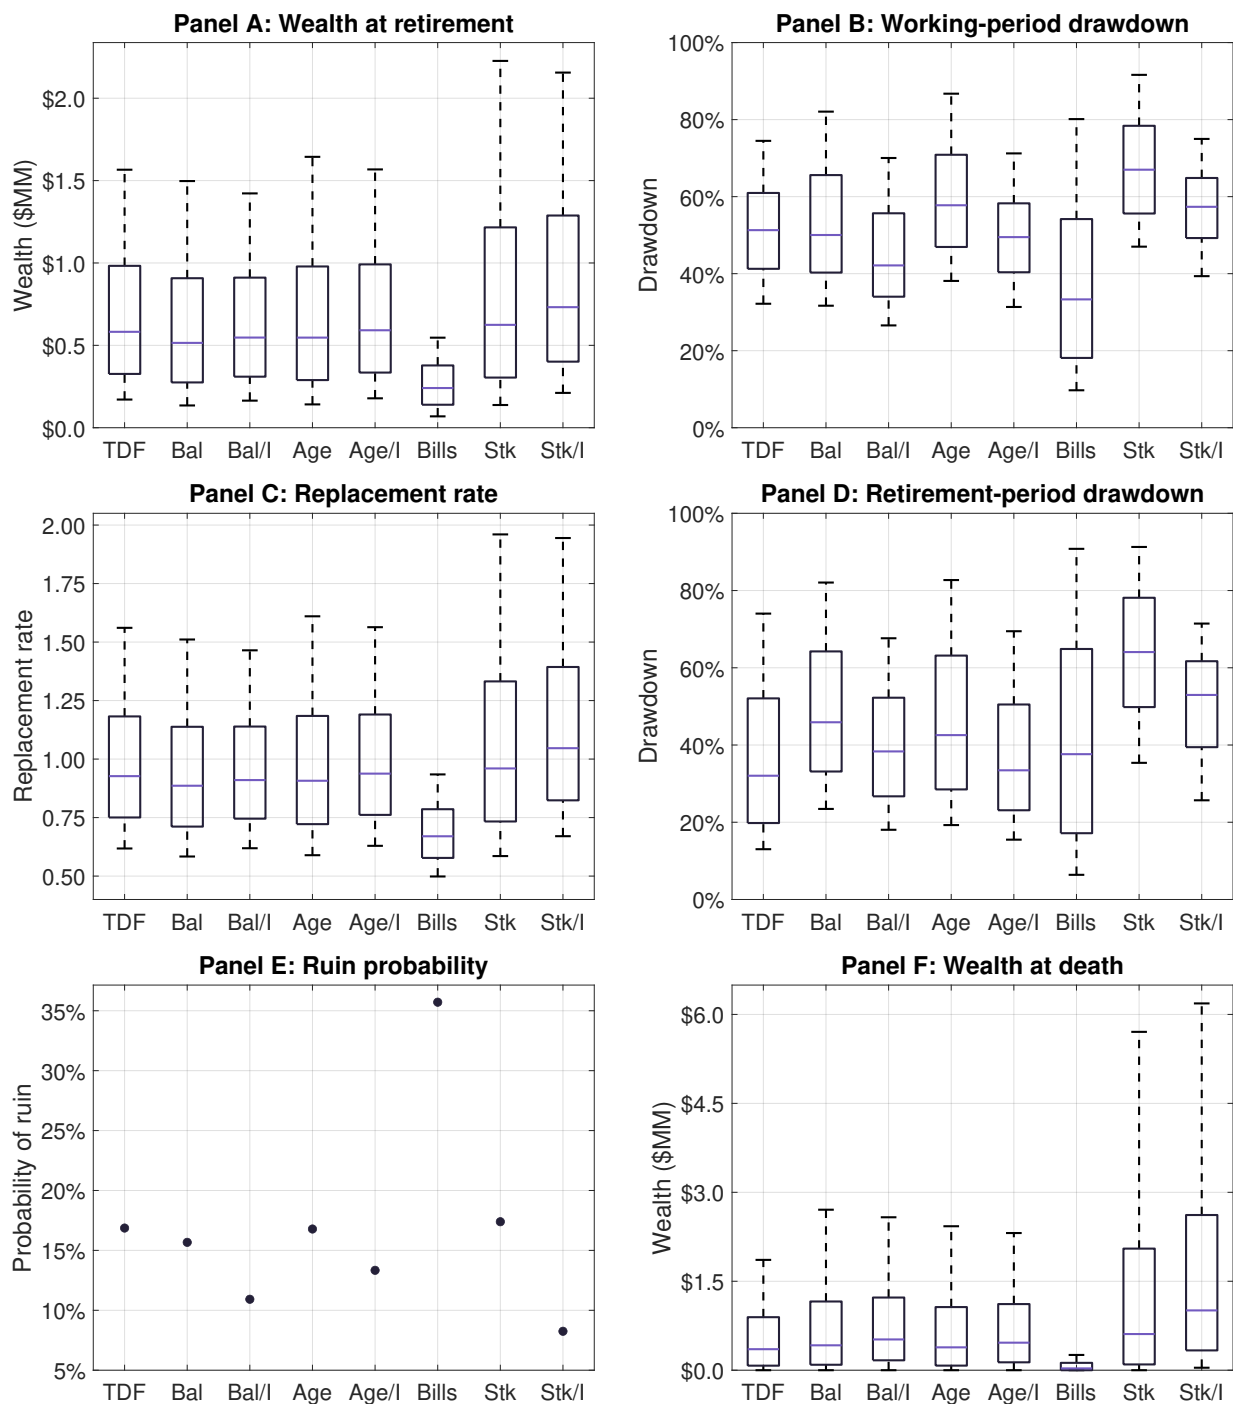 Panel A: Wealth at retirement
Wealth ($MM)
$2.0
$1.5
$1.0
$0.5
$0.0
TDF Bal Bal/I Age Age/I Bills Stk Stk/I
Panel B: Working-period drawdown
Drawdown
100%
80%
60%
40%
20%
0%
TDF Bal Bal/I Age Age/I Bills Stk Stk/I
Panel C: Replacement rate
Replacement rate
2.00
1.75
1.50
1.25
1.00
0.75
0.50
TDF Bal Bal/I Age Age/I Bills Stk Stk/I
Panel D: Retirement-period drawdown
Drawdown
100%
80%
60%
40%
20%
0%
TDF Bal Bal/I Age Age/I Bills Stk Stk/I
Panel E: Ruin probability
Probability of ruin
35%
30%
25%
20%
15%
10%
5%
TDF Bal Bal/I Age Age/I Bills Stk Stk/I
Panel F: Wealth at death
Wealth ($MM)
$6.0
$4.5
$3.0
$1.5
$0.0
TDF Bal Bal/I Age Age/I Bills Stk Stk/I